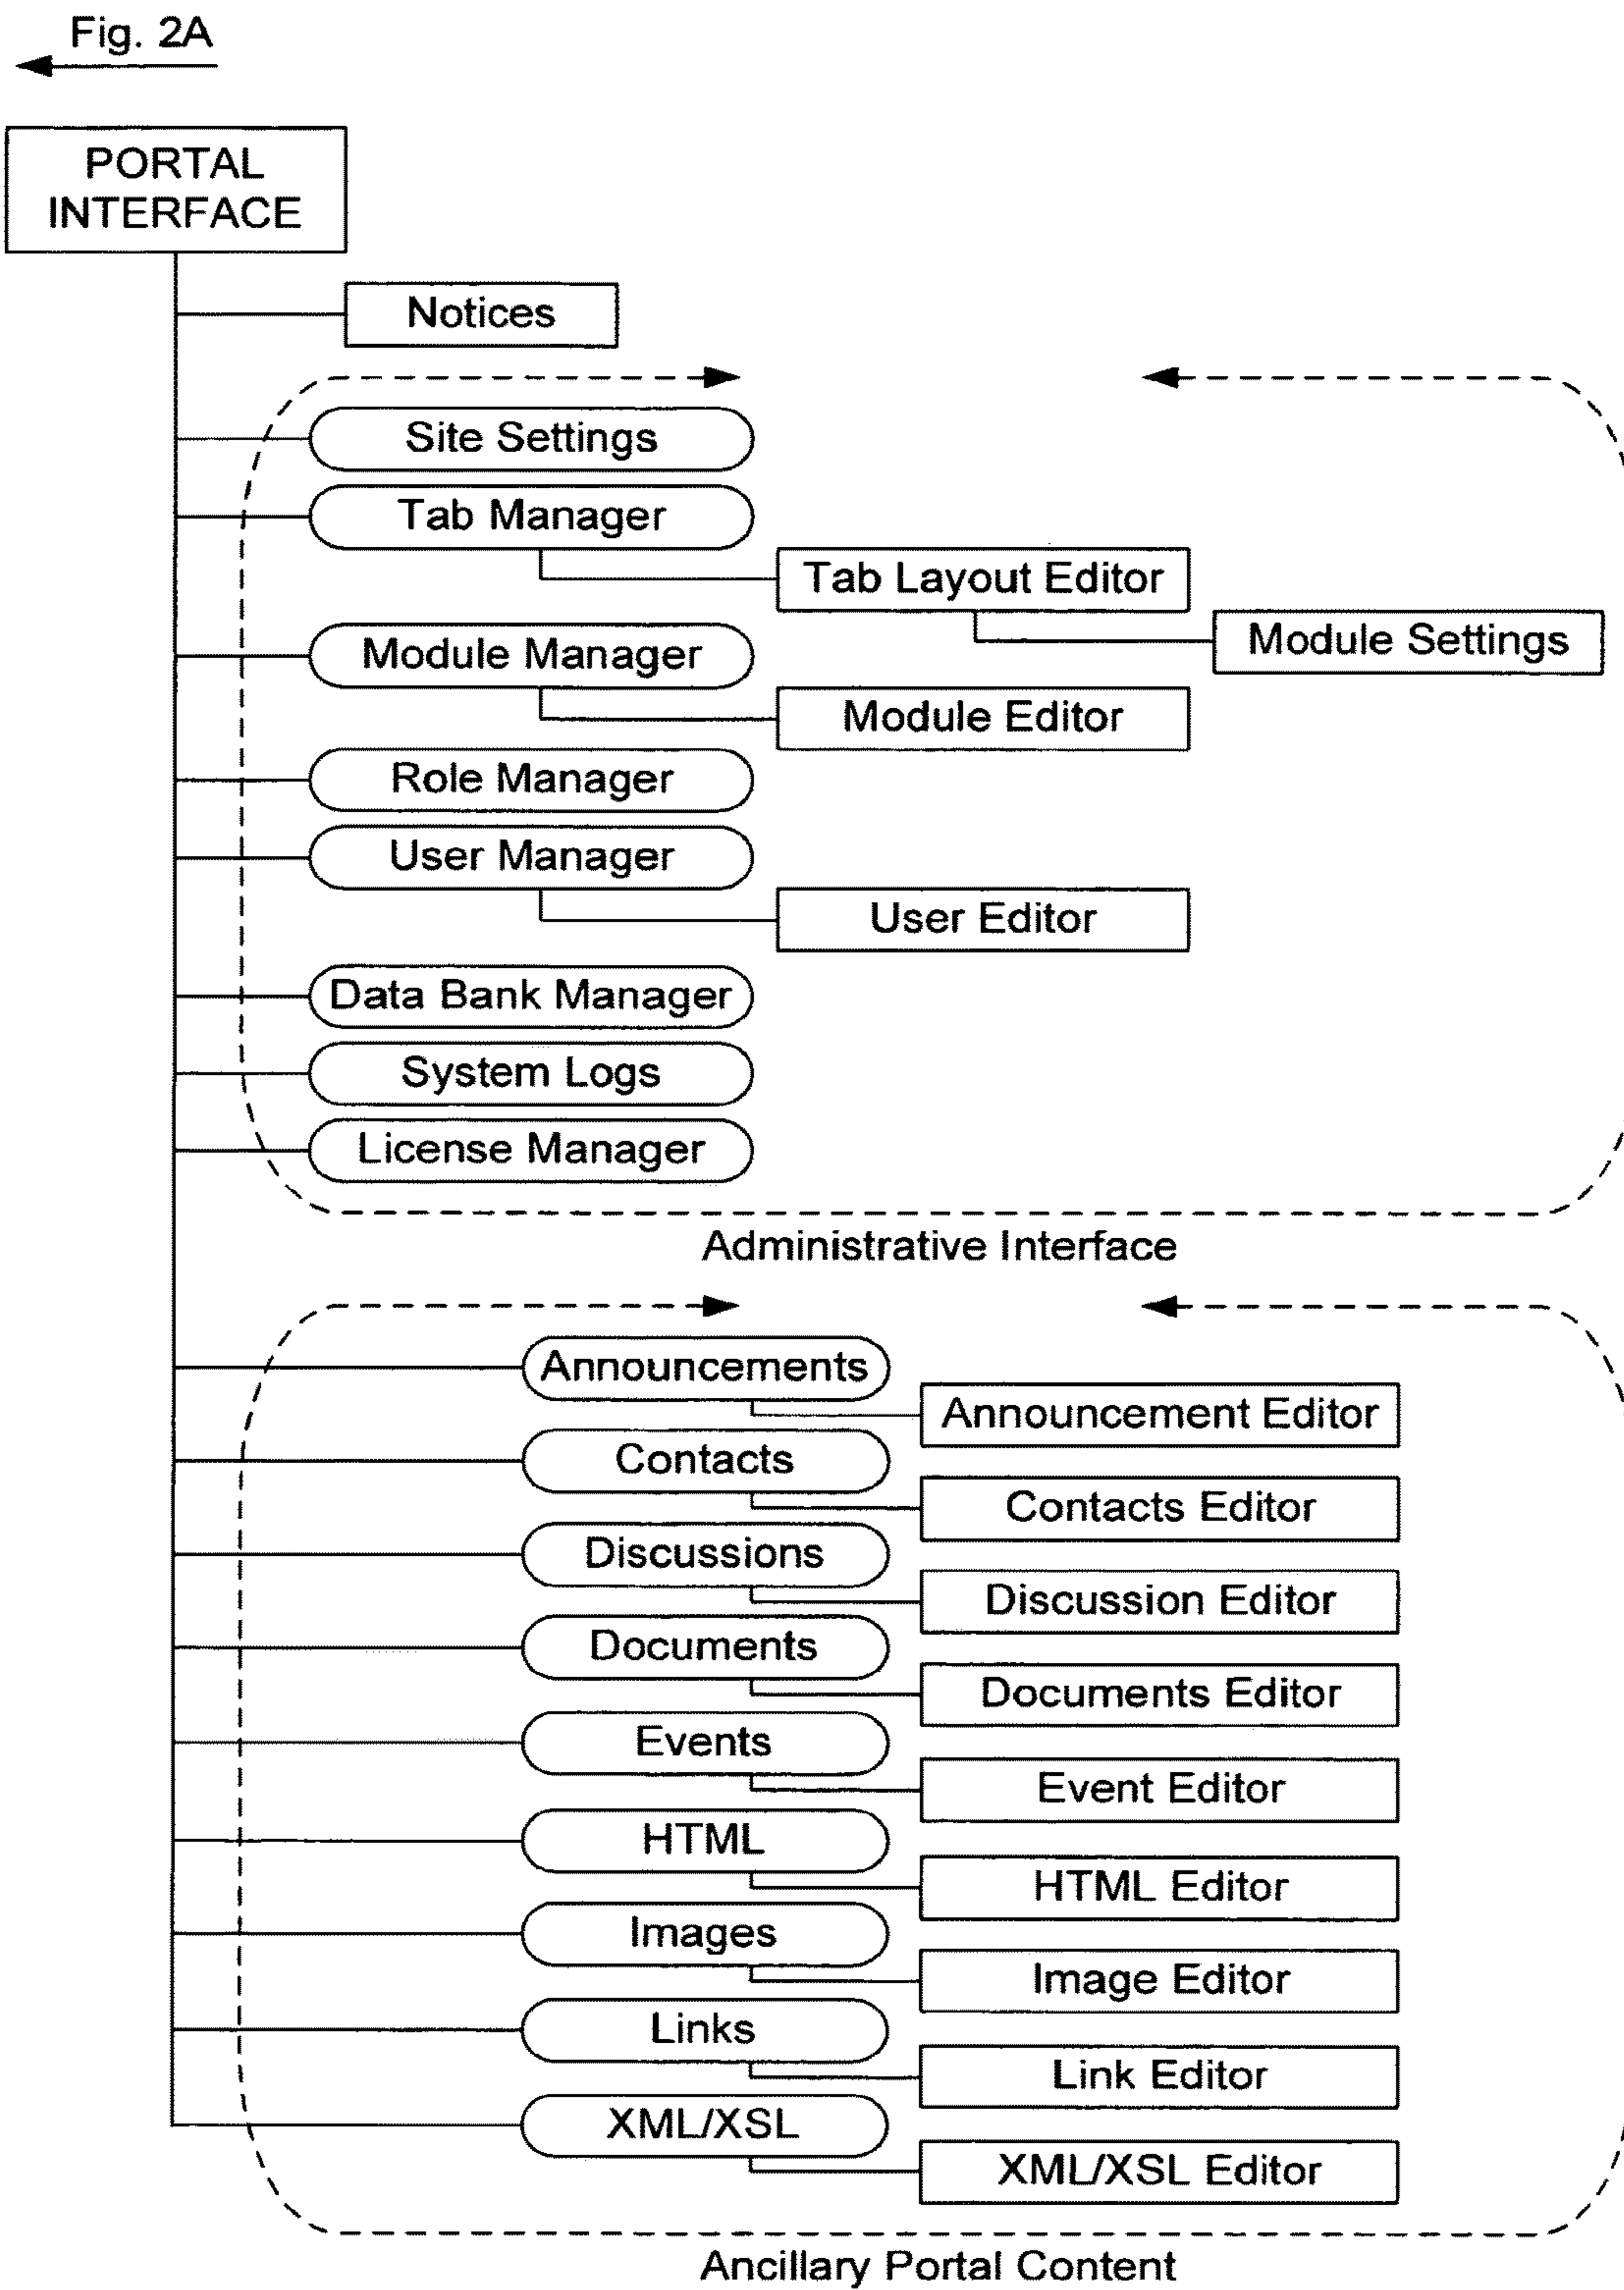 Fig. 2A
PORTAL
INTERFACE
Notices
Site Settings
Tab Manager
Tab Layout Editor
Module Settings
Module Manager
Module Editor
Role Manager
User Manager
User Editor
Data Bank Manager
System Logs
License Manager
Administrative Interface
Announcements
Announcement Editor
Contacts
Contacts Editor
Discussions
Discussion Editor
Documents
Documents Editor
Events
Event Editor
HTML
HTML Editor
Images
Image Editor
Links
Link Editor
XML/XSL
XML/XSL Editor
Ancillary Portal Content